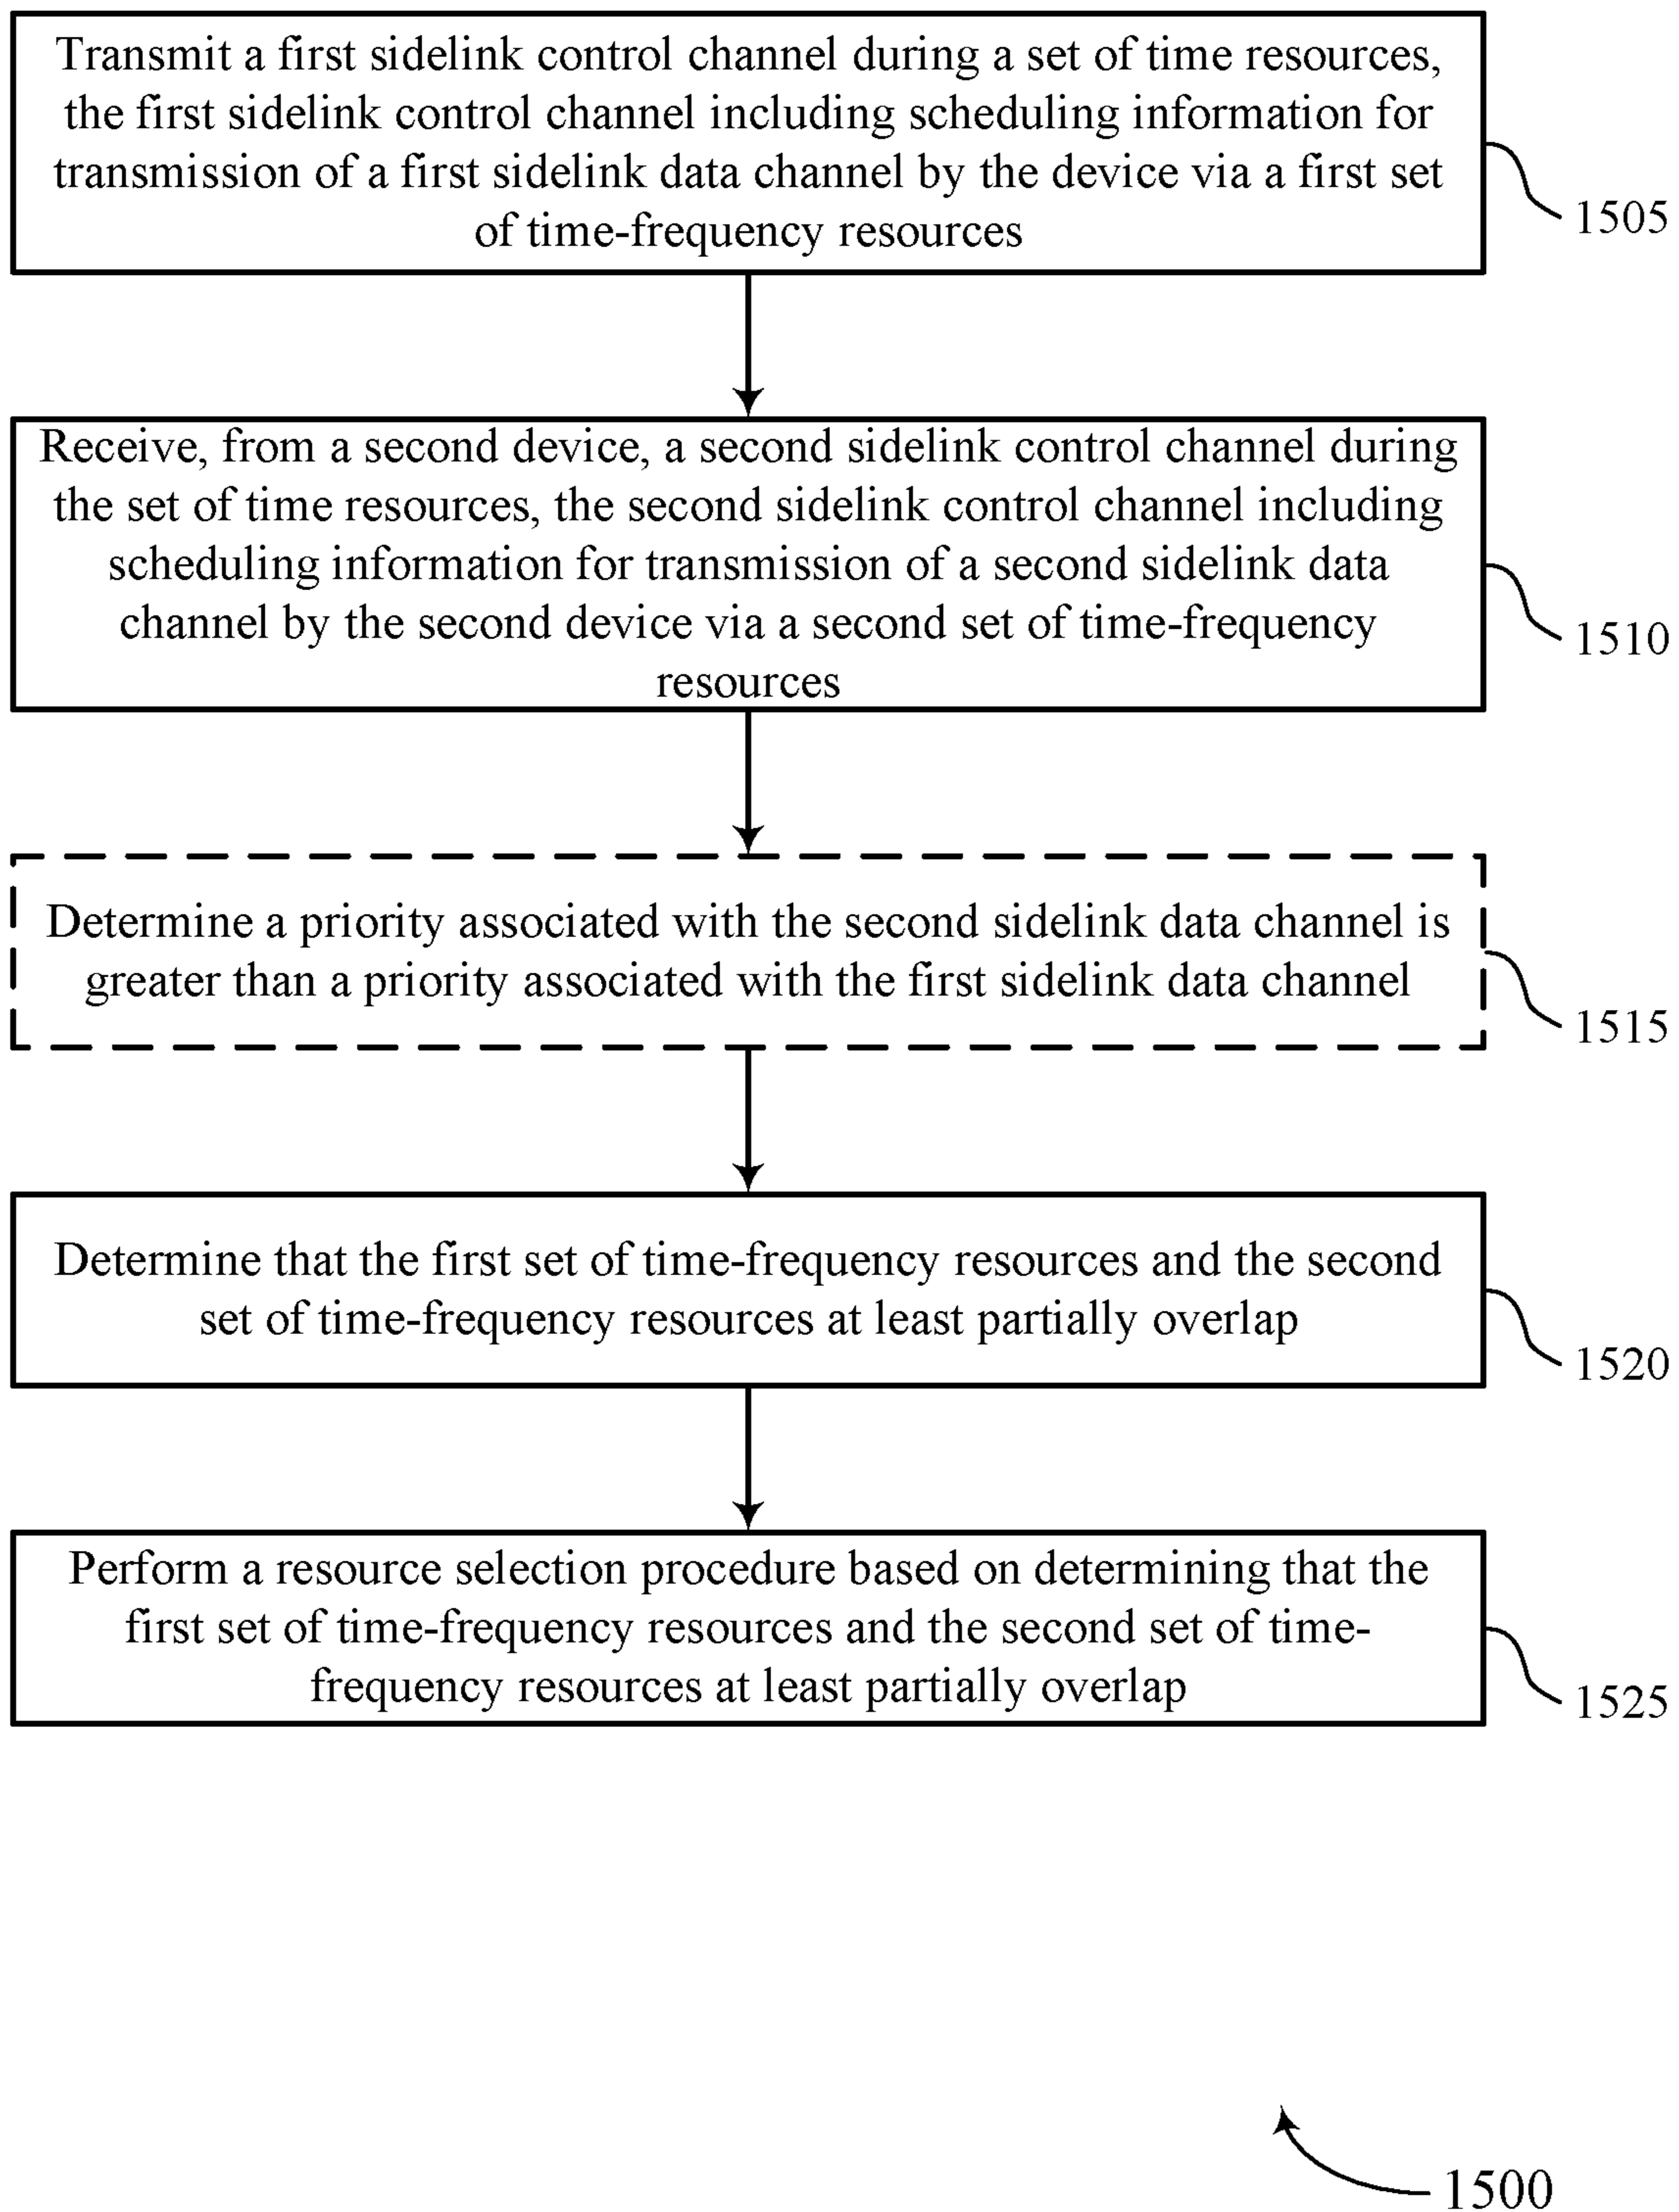 Transmit a first sidelink control channel during a set of time resources,
the first sidelink control channel including scheduling information for
transmission of a first sidelink data channel by the device via a first set
of time-frequency resources
1505
Receive, from a second device, a second sidelink control channel during
the set of time resources, the second sidelink control channel including
scheduling information for transmission of a second sidelink data
channel by the second device via a second set of time-frequency
resources
1510
Determine a priority associated with the second sidelink data channel is
greater than a priority associated with the first sidelink data channel
1515
Determine that the first set of time-frequency resources and the second
set of time-frequency resources at least partially overlap
1520
Perform a resource selection procedure based on determining that the
first set of time-frequency resources and the second set of time-
frequency resources at least partially overlap
1525
1500